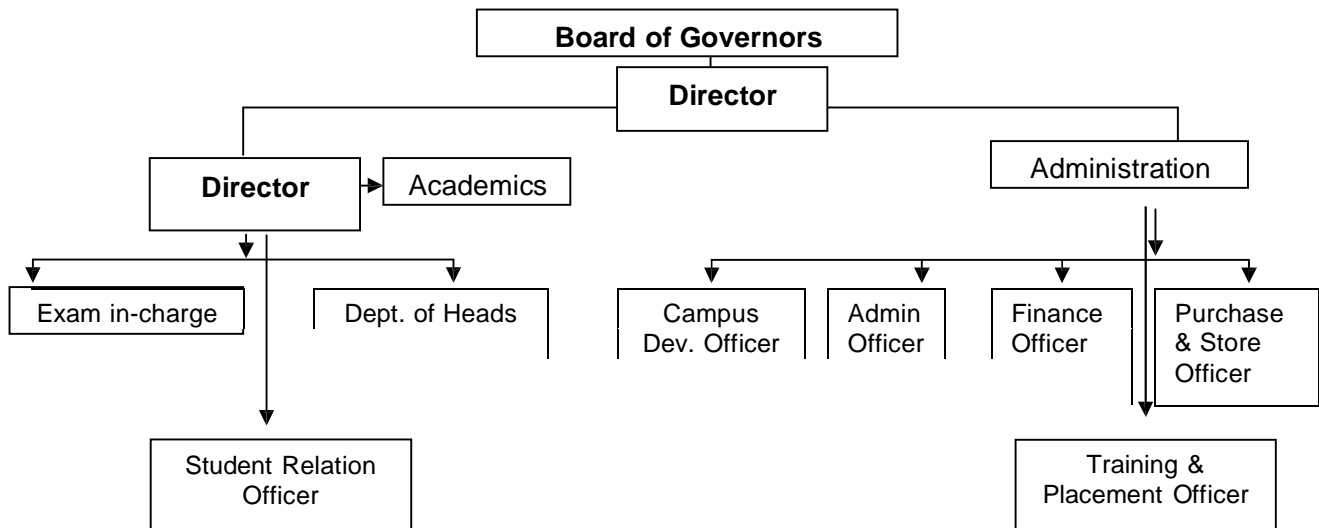 Board of Governors
Director
Administration
Director
Academics
Exam in-charge
Dept. of Heads
Campus
Dev. Officer
Admin
Officer
Finance
Officer
Purchase
& Store
Officer
Student Relation
Officer
Training &
Placement Officer